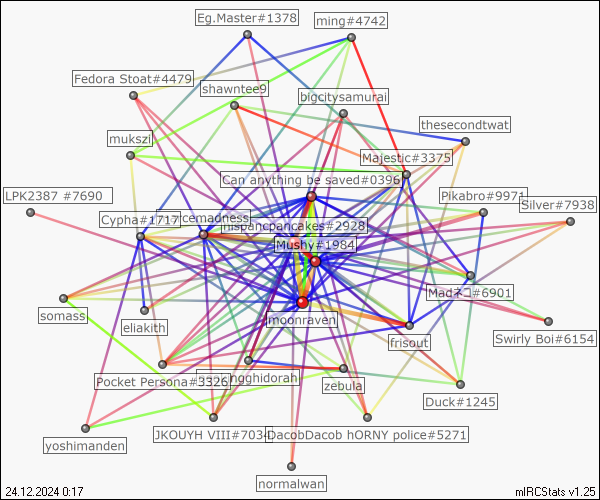 Eg.Master#1378
ming#4742
Fedora Stoat#4479
shawntee9
bigcitysamurai
thesecondtwat
mukszi
Majestic#3375
Can anything be saved#0396
LPK2387 #7690
Pikabro#9971
Silver#7938
Cypha#1717
cemadness
mspancpancakes#2928
Mushy#1984
Madネコ#6901
somass
eliakith
moonraven
frisout
Swirly Boi#6154
Pocket Persona#3326
ngghidorah
zebula
Duck#1245
yoshimanden
JKOUYH VIII#7034
DacobDacob hORNY police#5271
normalwan
24.12.2024 0:17
mIRCStats v1.25